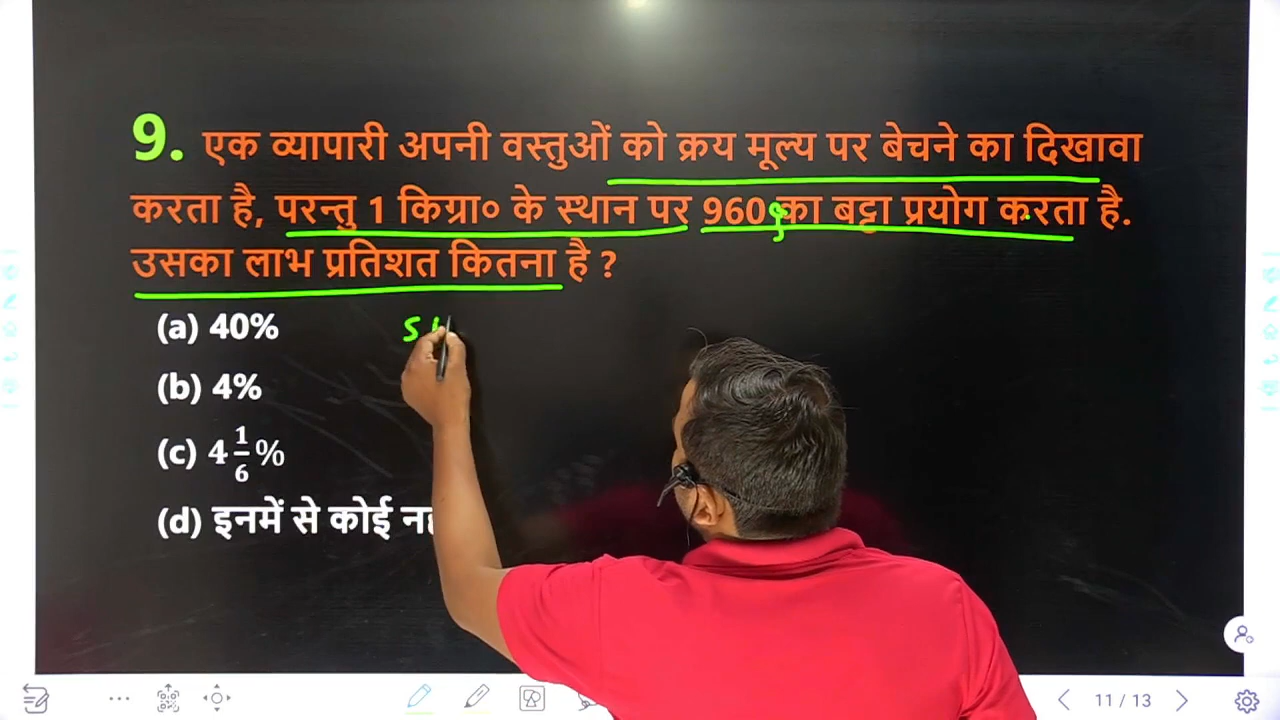 9. एक व्यापारी अपनी वस्तुओं को क्रय मूल्य पर बेचने का दिखावा
करता है, परन्तु 1 किग्रा० के स्थान पर 960 g का बट्टा प्रयोग करता है.
उसका लाभ प्रतिशत कितना है ?
(a) 40%
(b) 4%
(c) 4 1/6 %
(d) इनमें से कोई
11 / 13